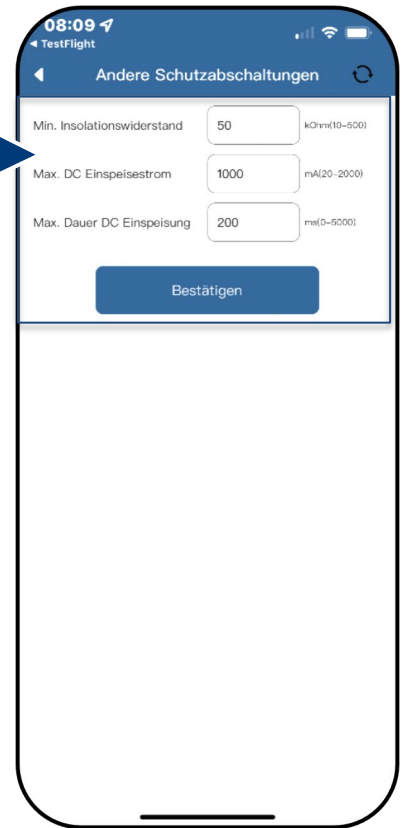 08:09
◀ TestFlight
Andere Schutzabschaltungen
Min. Insolationswiderstand 50 kOhm(10~600)
Max. DC Einspeisestrom 1000 mA(20~2000)
Max. Dauer DC Einspeisung 200 ms(0~5000)
Bestätigen